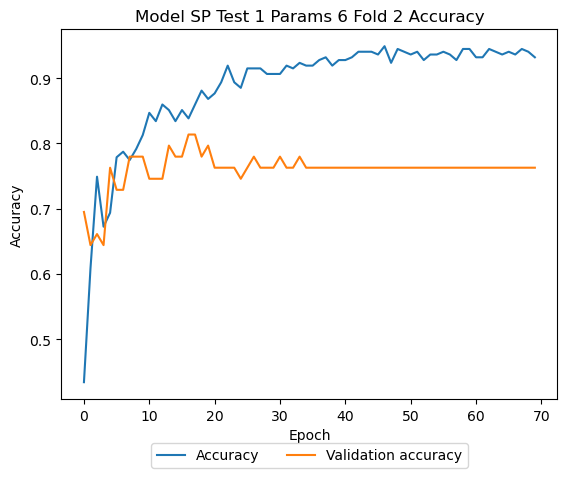 Model SP Test 1 Params 6 Fold 2 Accuracy
Accuracy
0.9
0.8
0.7
0.6
0.5
0 10 20 30 40 50 60 70
Epoch
Accuracy Validation accuracy